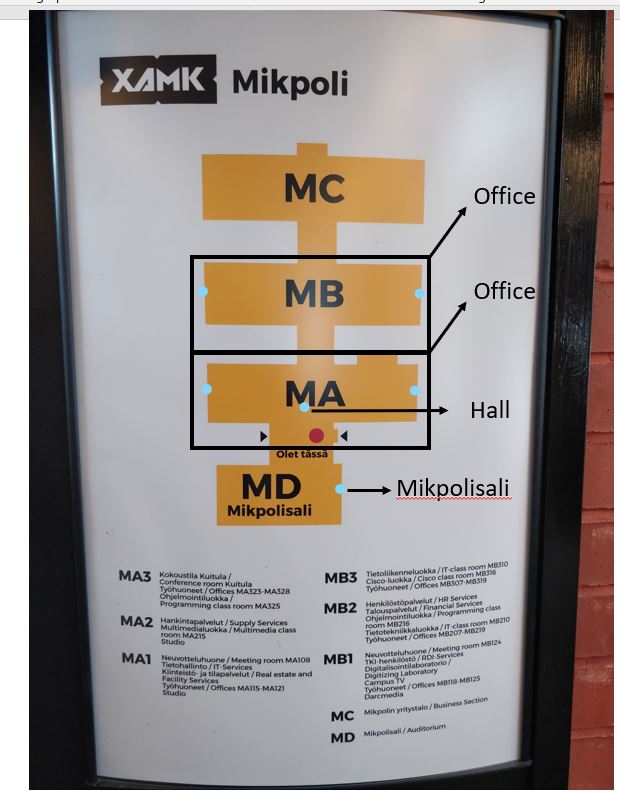 XAMK Mikpoli
MC
Office
MB
Office
MA
Hall
Olet tässä
MD
Mikpolisali
Mikpolisali
MA3 Kokoustila Kuitula /
Conference room Kuitula
Työhuoneet / Offices MA323-MA328
Ohjelmointiluokka /
Programming class room MA325
MA2 Hankintapalvelut / Supply Services
Multimedialuokka / Multimedia class
room MA215
Studio
MA1 Neuvotteluhuone / Meeting room MA108
Tietohallinto / IT-Services
Kiinteistö- ja tilapalvelut / Real estate and
Facility Services
Työhuoneet / Offices MA115-MA121
Studio
MB3 Tietoliikenneluokka / IT-class room MB310
Cisco-luokka / Cisco class room MB316
Työhuoneet / Offices MB307-MB319
MB2 Henkilöstöpalvelut / HR Services
Talouspalvelut / Financial Services
Ohjelmointiluokka / Programming class
room MB216
Tietotekniikkaluokka / IT-class room MB210
Työhuoneet / Offices MB207-MB219
MB1 Neuvotteluhuone / Meeting room MB124
TKI-henkilöstö / RDI-Services
Digitalisointilaboratorio /
Digitizing Laboratory
Campus TV
Työhuoneet / Offices MB118-MB125
Darcmedia
MC Mikpolin yritystalo / Business Section
MD Mikpolisali / Auditorium